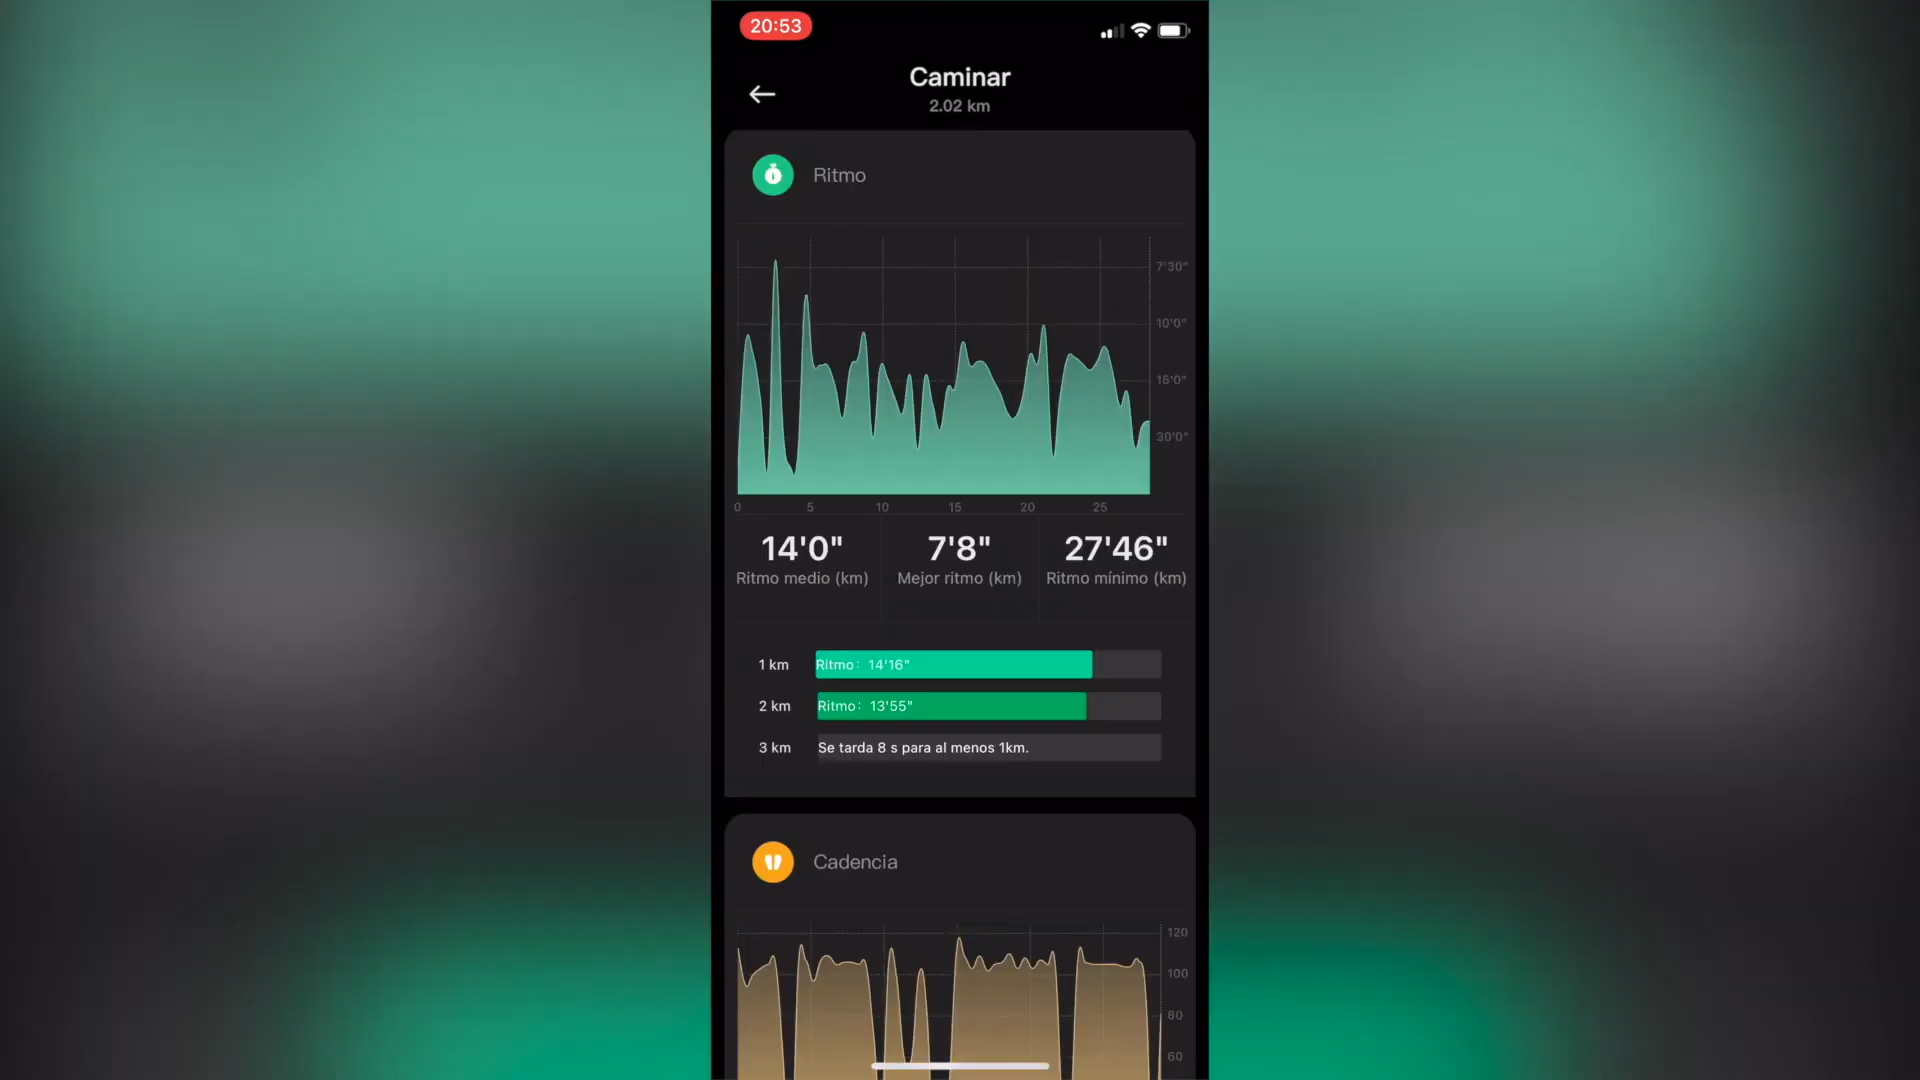 20:53
Caminar
2.02 km
Ritmo
7'30"
10'0"
15'0"
30'0"
0 5 10 15 20 25
14'0" 7'8" 27'46"
Ritmo medio (km) Mejor ritmo (km) Ritmo mínimo (km)
1 km Ritmo: 14'16"
2 km Ritmo: 13'55"
3 km Se tarda 8 s para al menos 1km.
Cadencia
120
100
80
60